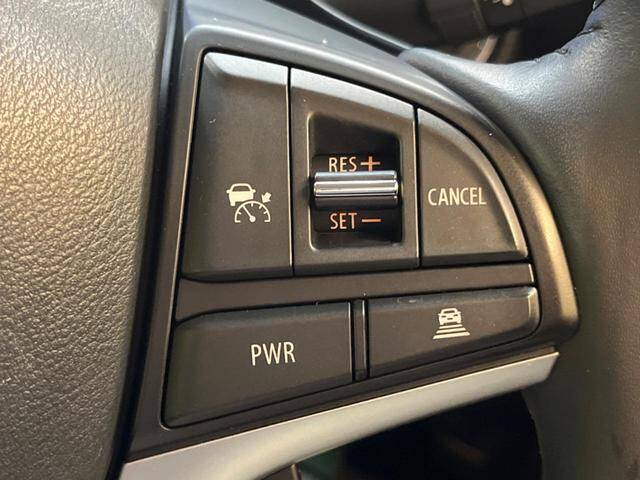 RES +
SET −
CANCEL
PWR